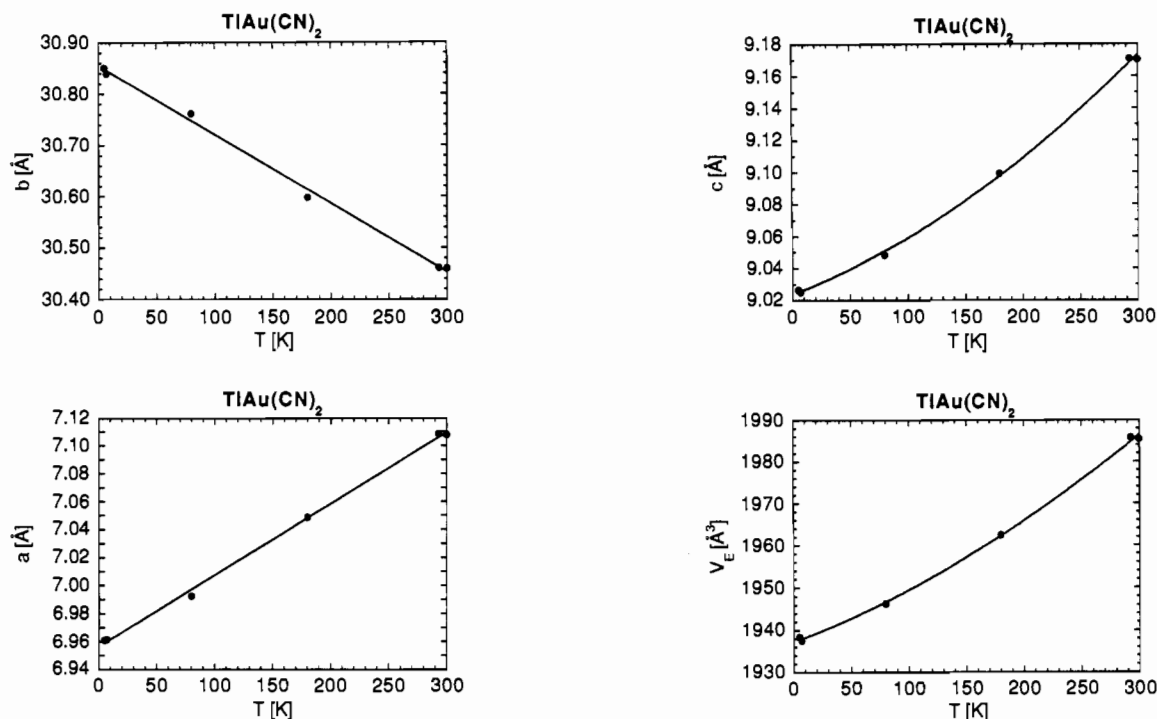 TlAu(CN)2
30.90
30.80
30.70
30.60
30.50
30.40
b [Å]
0 50 100 150 200 250 300
T [K]
TlAu(CN)2
9.18
9.16
9.14
9.12
9.10
9.08
9.06
9.04
9.02
c [Å]
0 50 100 150 200 250 300
T [K]
TlAu(CN)2
7.12
7.10
7.08
7.06
7.04
7.02
7.00
6.98
6.96
6.94
a [Å]
0 50 100 150 200 250 300
T [K]
TlAu(CN)2
1990
1980
1970
1960
1950
1940
1930
VE [Å3]
0 50 100 150 200 250 300
T [K]